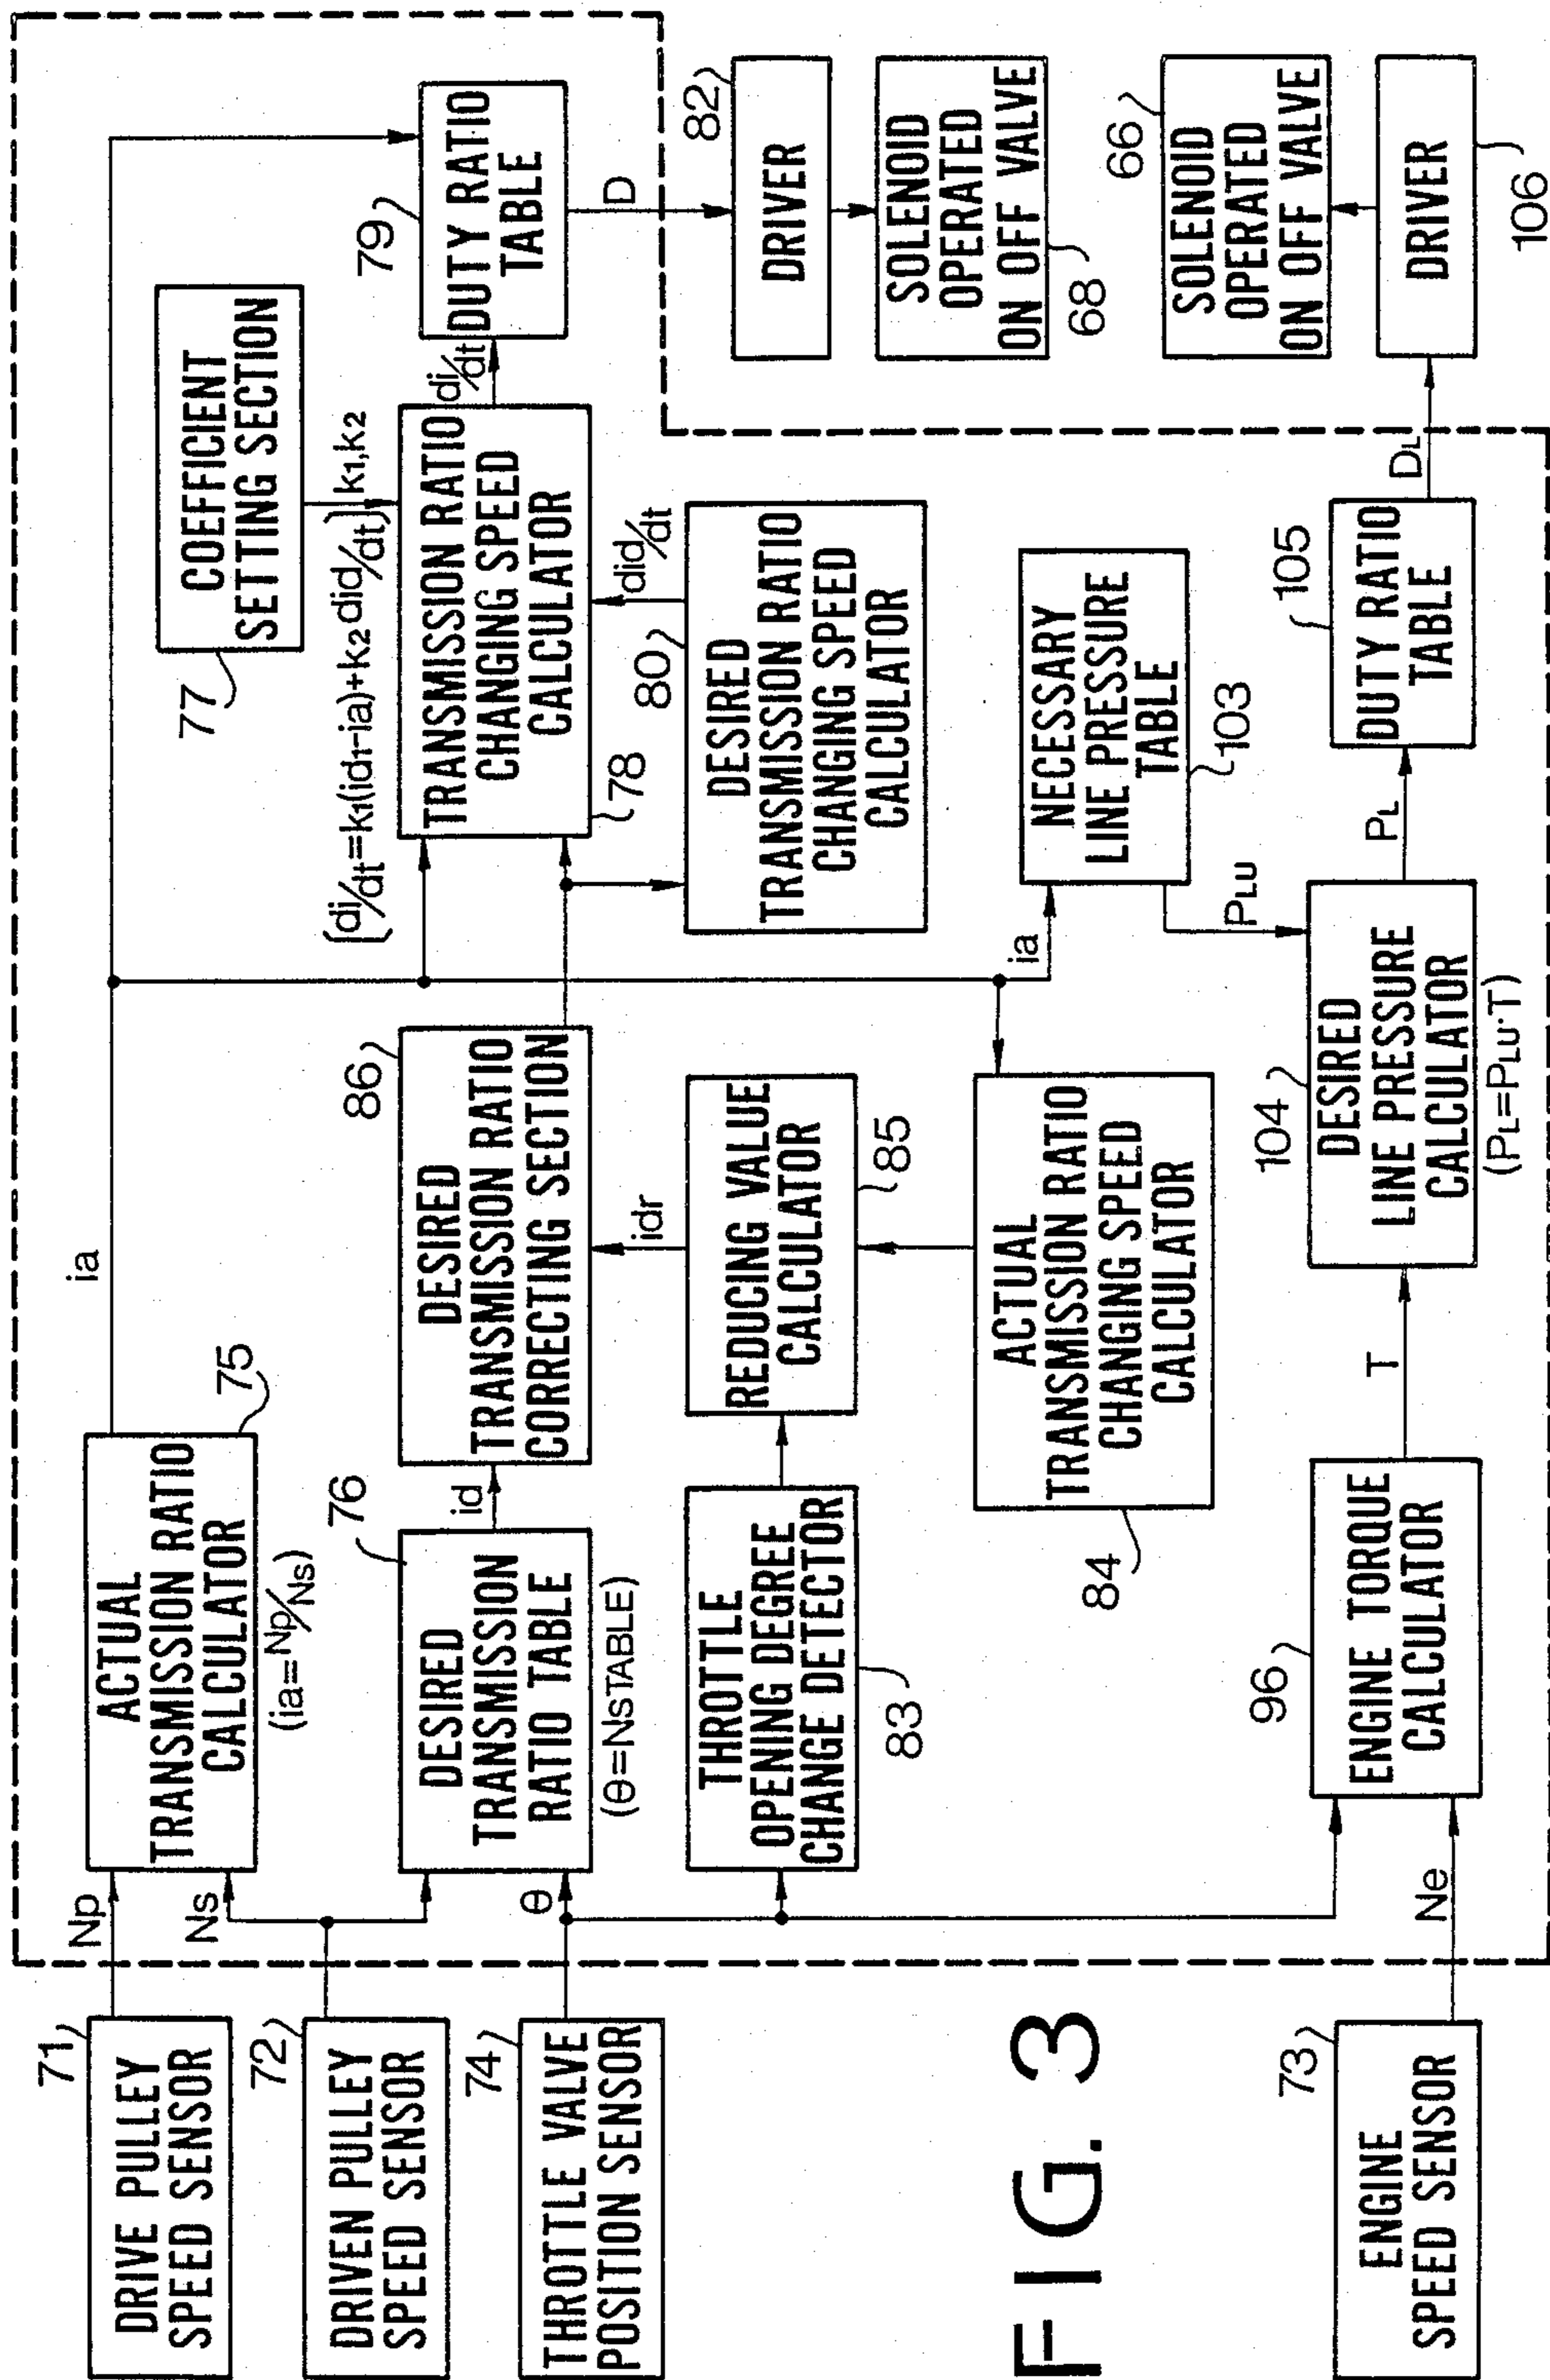 71
DRIVE PULLEY
SPEED SENSOR
72
DRIVEN PULLEY
SPEED SENSOR
74
THROTTLE VALVE
POSITION SENSOR
FIG. 3
73
ENGINE
SPEED SENSOR
Np
Ns
θ
Ne
ACTUAL
TRANSMISSION RATIO
CALCULATOR
(ia=Np/Ns)
75
76
DESIRED
TRANSMISSION
RATIO TABLE
(θ=NsTABLE)
THROTTLE
OPENING DEGREE
CHANGE DETECTOR
83
96
ENGINE TORQUE
CALCULATOR
ia
id
86
DESIRED
TRANSMISSION RATIO
CORRECTING SECTION
idr
REDUCING VALUE
CALCULATOR
85
ACTUAL
TRANSMISSION RATIO
CHANGING SPEED
CALCULATOR
84
T
104
DESIRED
LINE PRESSURE
CALCULATOR
(PL=PLU·T)
77
COEFFICIENT
SETTING SECTION
[di/dt=k1(id1-ia)+k2 did/dt]
k1,k2
TRANSMISSION RATIO
CHANGING SPEED
CALCULATOR
78
did/dt
80
DESIRED
TRANSMISSION RATIO
CHANGING SPEED
CALCULATOR
ia
NECESSARY
LINE PRESSURE
TABLE
103
PLU
PL
105
DUTY RATIO
TABLE
DL
di/dt
79
DUTY RATIO
TABLE
D
82
DRIVER
SOLENOID
OPERATED
ON OFF VALVE
68
66
SOLENOID
OPERATED
ON OFF VALVE
DRIVER
106